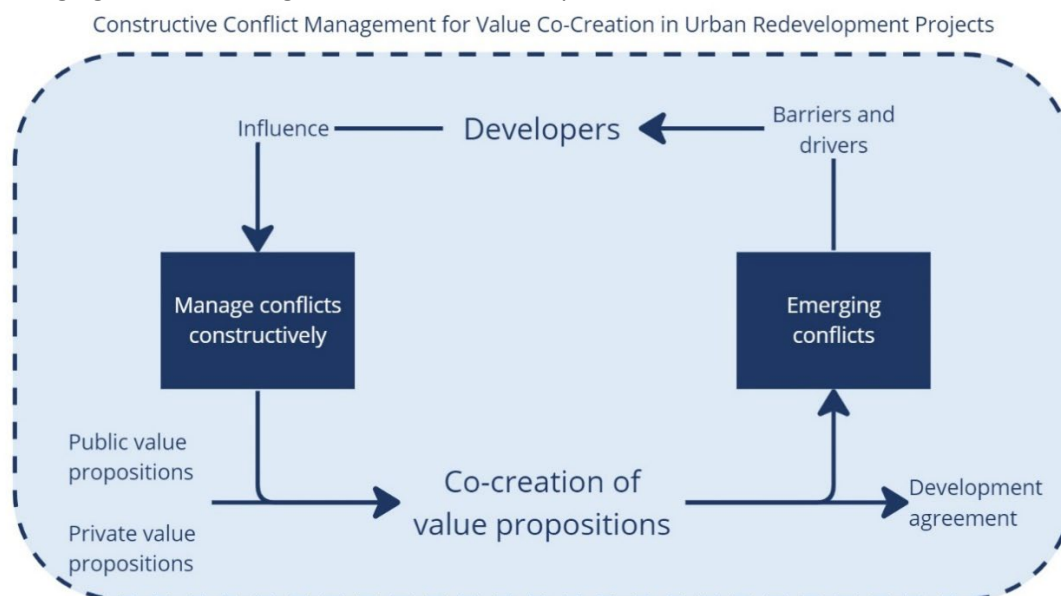 Constructive Conflict Management for Value Co-Creation in Urban Redevelopment Projects
Influence
Developers
Barriers and
drivers
Manage conflicts
constructively
Emerging
conflicts
Public value
propositions
Private value
propositions
Co-creation of
value propositions
Development
agreement